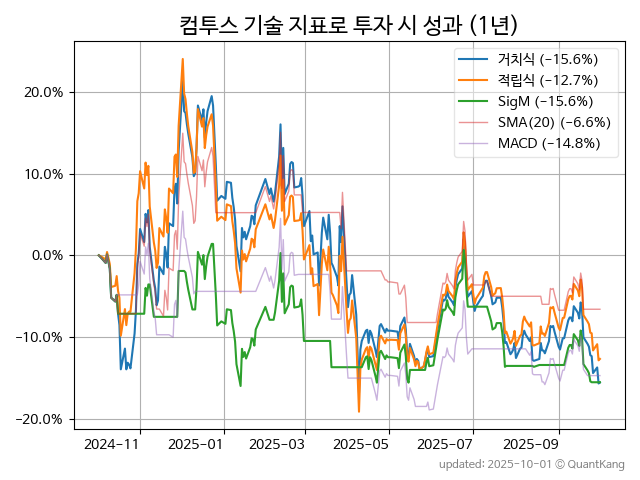 컴투스 기술 지표로 투자 시 성과 (1년)
거치식 (−15.6%)
적립식 (−12.7%)
SigM (−15.6%)
SMA(20) (−6.6%)
MACD (−14.8%)
20.0%
10.0%
0.0%
−10.0%
−20.0%
2024-11 2025-01 2025-03 2025-05 2025-07 2025-09
updated: 2025-10-01 © QuantKang